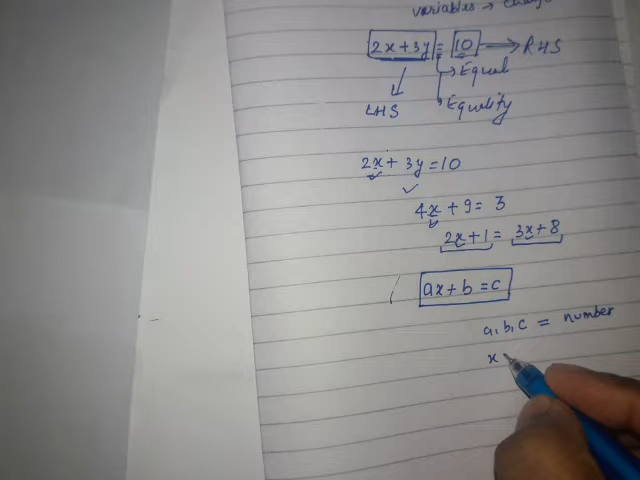 variables → change
2x+3y = 10 → RHS
→ Equal
LHS
→ Equality
2x + 3y = 10
4x + 9 = 3
2x + 1 = 3x + 8
ax + b = c
a, b, c = number
x